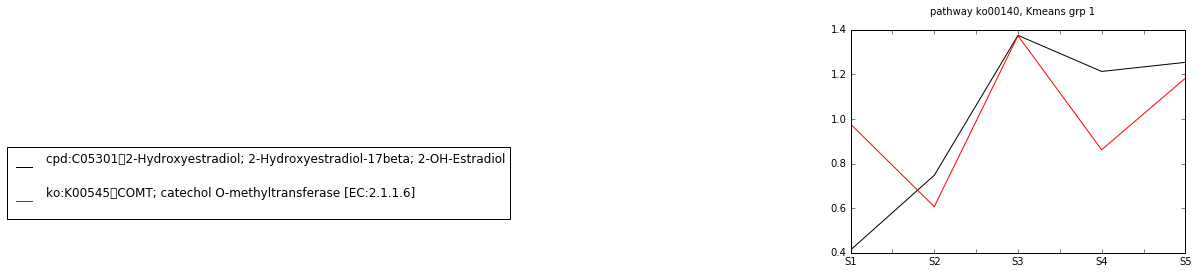 pathway ko00140, Kmeans grp 1
1.4
1.2
1.0
0.8
0.6
0.4
S1 S2 S3 S4 S5
cpd:C05301▯2-Hydroxyestradiol; 2-Hydroxyestradiol-17beta; 2-OH-Estradiol
ko:K00545▯COMT; catechol O-methyltransferase [EC:2.1.1.6]